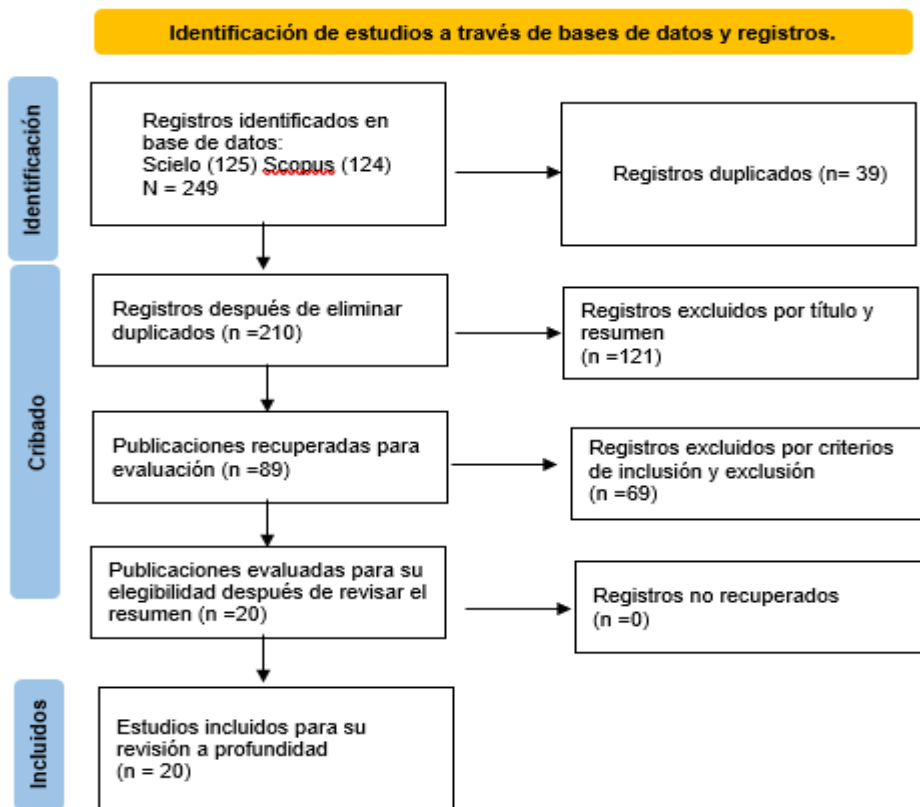 Identificación de estudios a través de bases de datos y registros.
Identificación
Registros identificados en
base de datos:
Scielo (125) Scopus (124)
N = 249
Registros duplicados (n= 39)
Cribado
Registros después de eliminar
duplicados (n =210)
Registros excluidos por título y
resumen
(n =121)
Publicaciones recuperadas para
evaluación (n =89)
Registros excluidos por criterios
de inclusión y exclusión
(n =69)
Publicaciones evaluadas para su
elegibilidad después de revisar el
resumen (n =20)
Registros no recuperados
(n =0)
Incluidos
Estudios incluidos para su
revisión a profundidad
(n = 20)